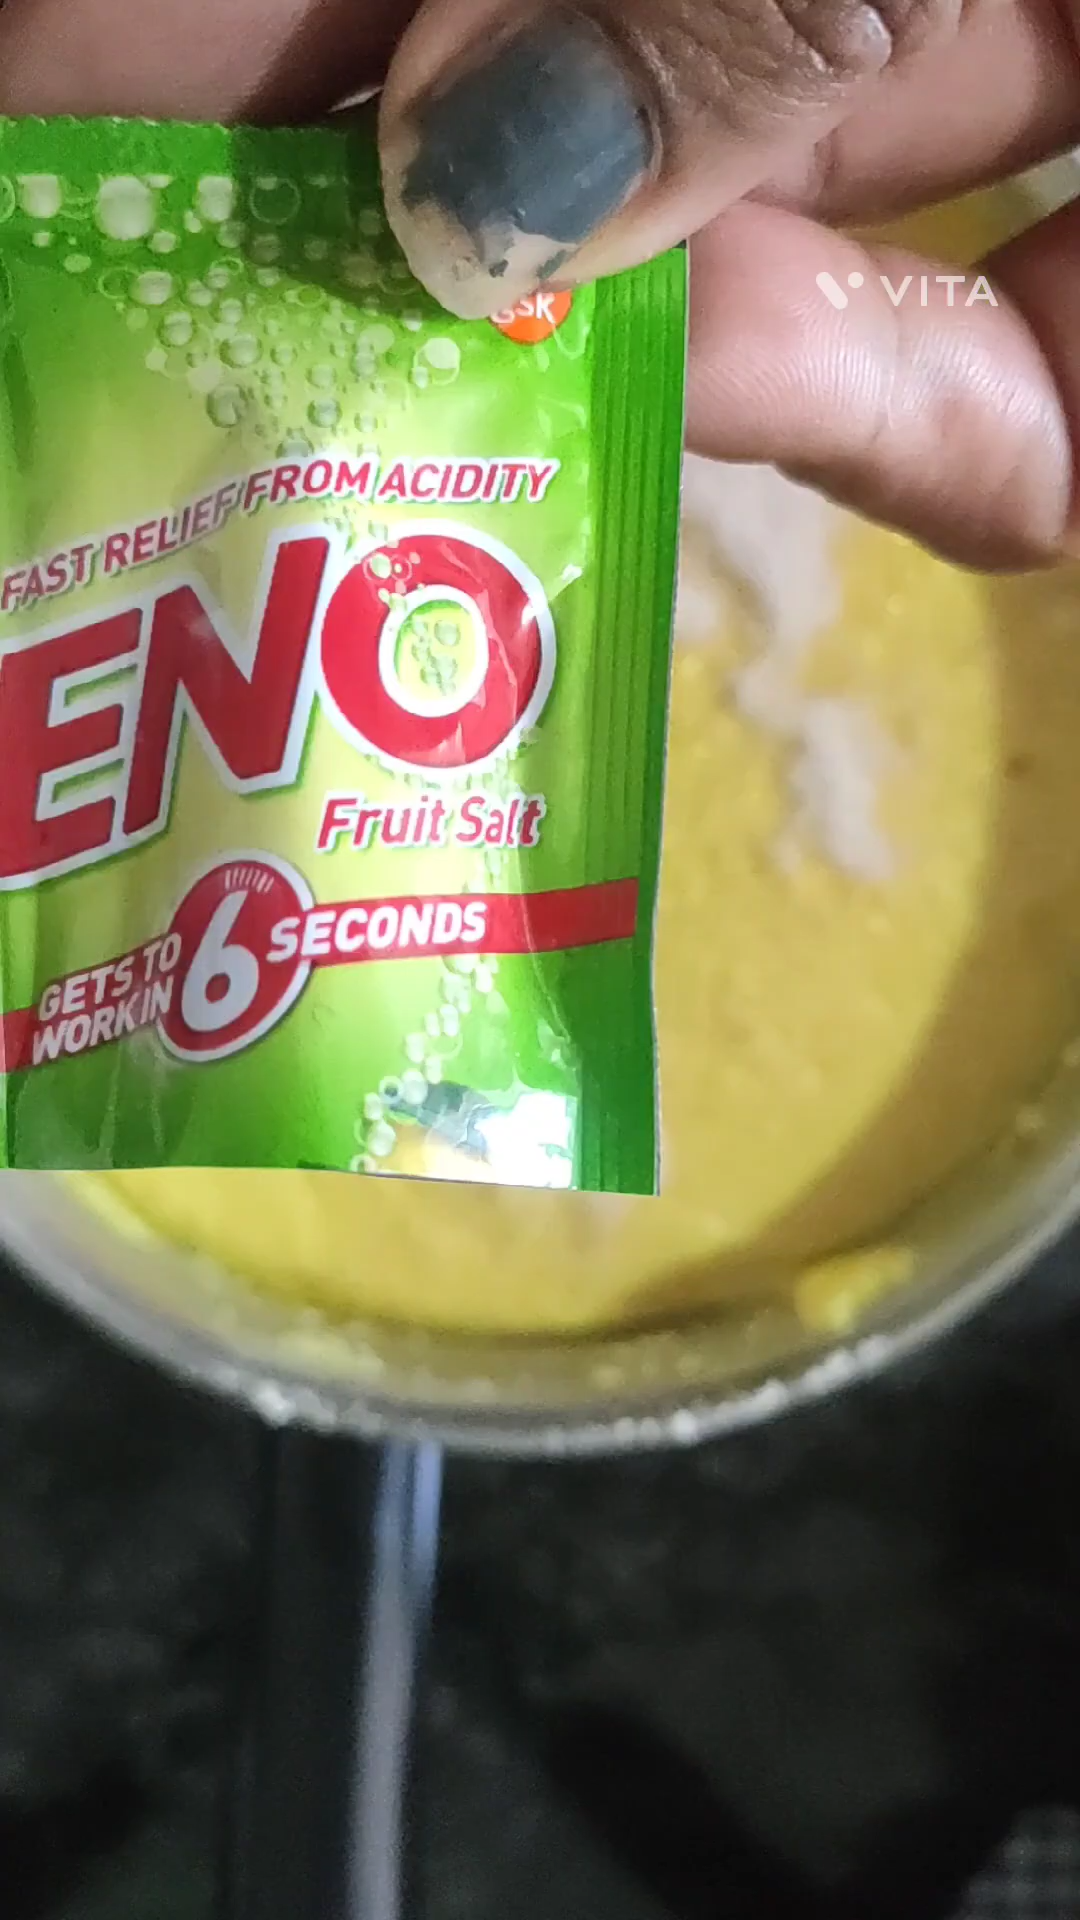 GSK
VITA
FAST RELIEF FROM ACIDITY
ENO
Fruit Salt
GETS TO
WORK IN
6
SECONDS